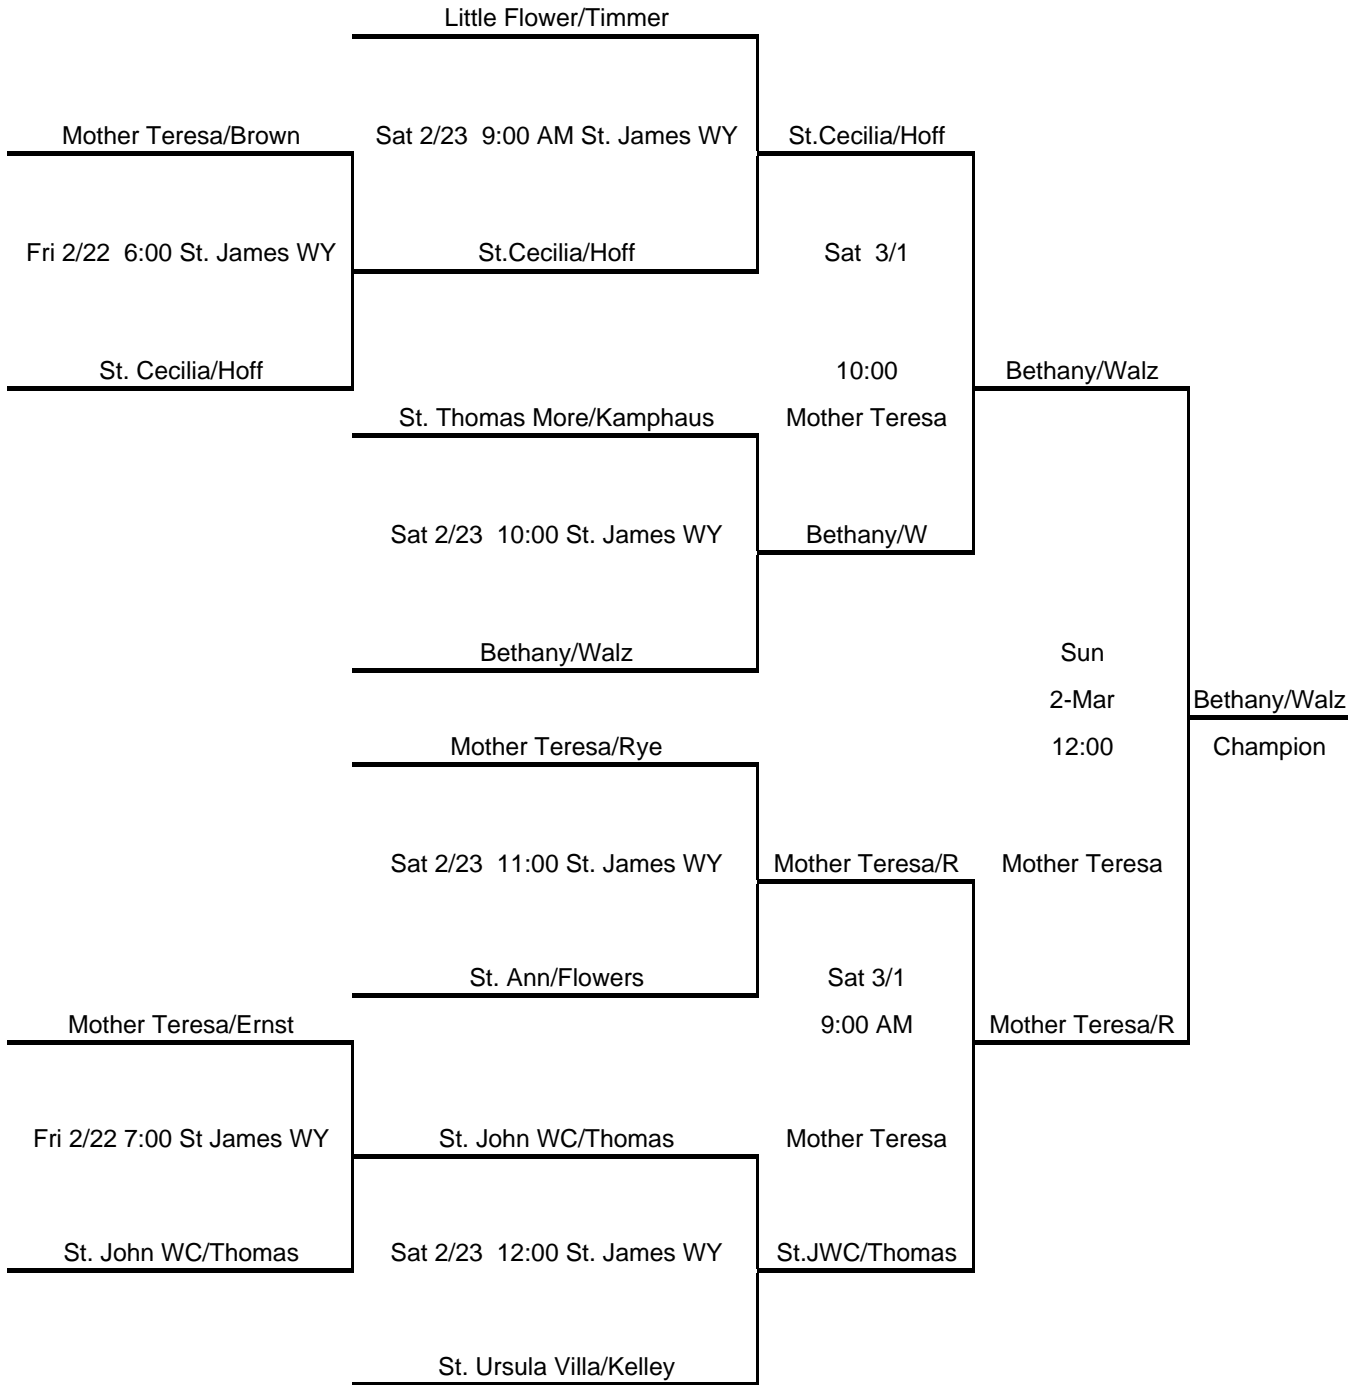 Little Flower/Timmer
Mother Teresa/Brown
Sat 2/23  9:00 AM St. James WY
St.Cecilia/Hoff
Fri 2/22  6:00 St. James WY
St.Cecilia/Hoff
Sat  3/1
St. Cecilia/Hoff
10:00
Bethany/Walz
St. Thomas More/Kamphaus
Mother Teresa
Sat 2/23  10:00 St. James WY
Bethany/W
Bethany/Walz
Sun
2-Mar
Bethany/Walz
Mother Teresa/Rye
12:00
Champion
Sat 2/23  11:00 St. James WY
Mother Teresa/R
Mother Teresa
St. Ann/Flowers
Sat 3/1
Mother Teresa/Ernst
9:00 AM
Mother Teresa/R
Fri 2/22 7:00 St James WY
St. John WC/Thomas
Mother Teresa
St. John WC/Thomas
Sat 2/23  12:00 St. James WY
St.JWC/Thomas
St. Ursula Villa/Kelley